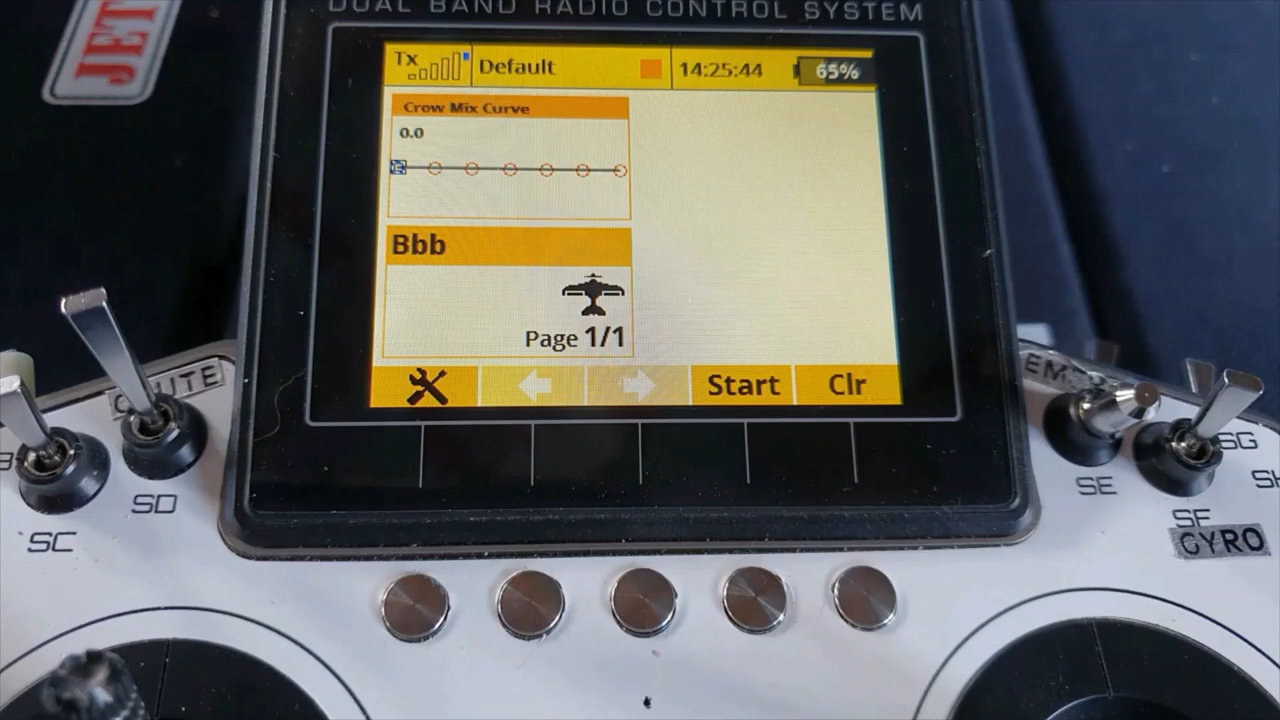 DUAL BAND RADIO CONTROL SYSTEM
JET
Tx Default 14:25:44 65%
Crow Mix Curve
0.0
Bbb
Page 1/1
Start Clr
SC
SD
SE
SG
SF
GYRO